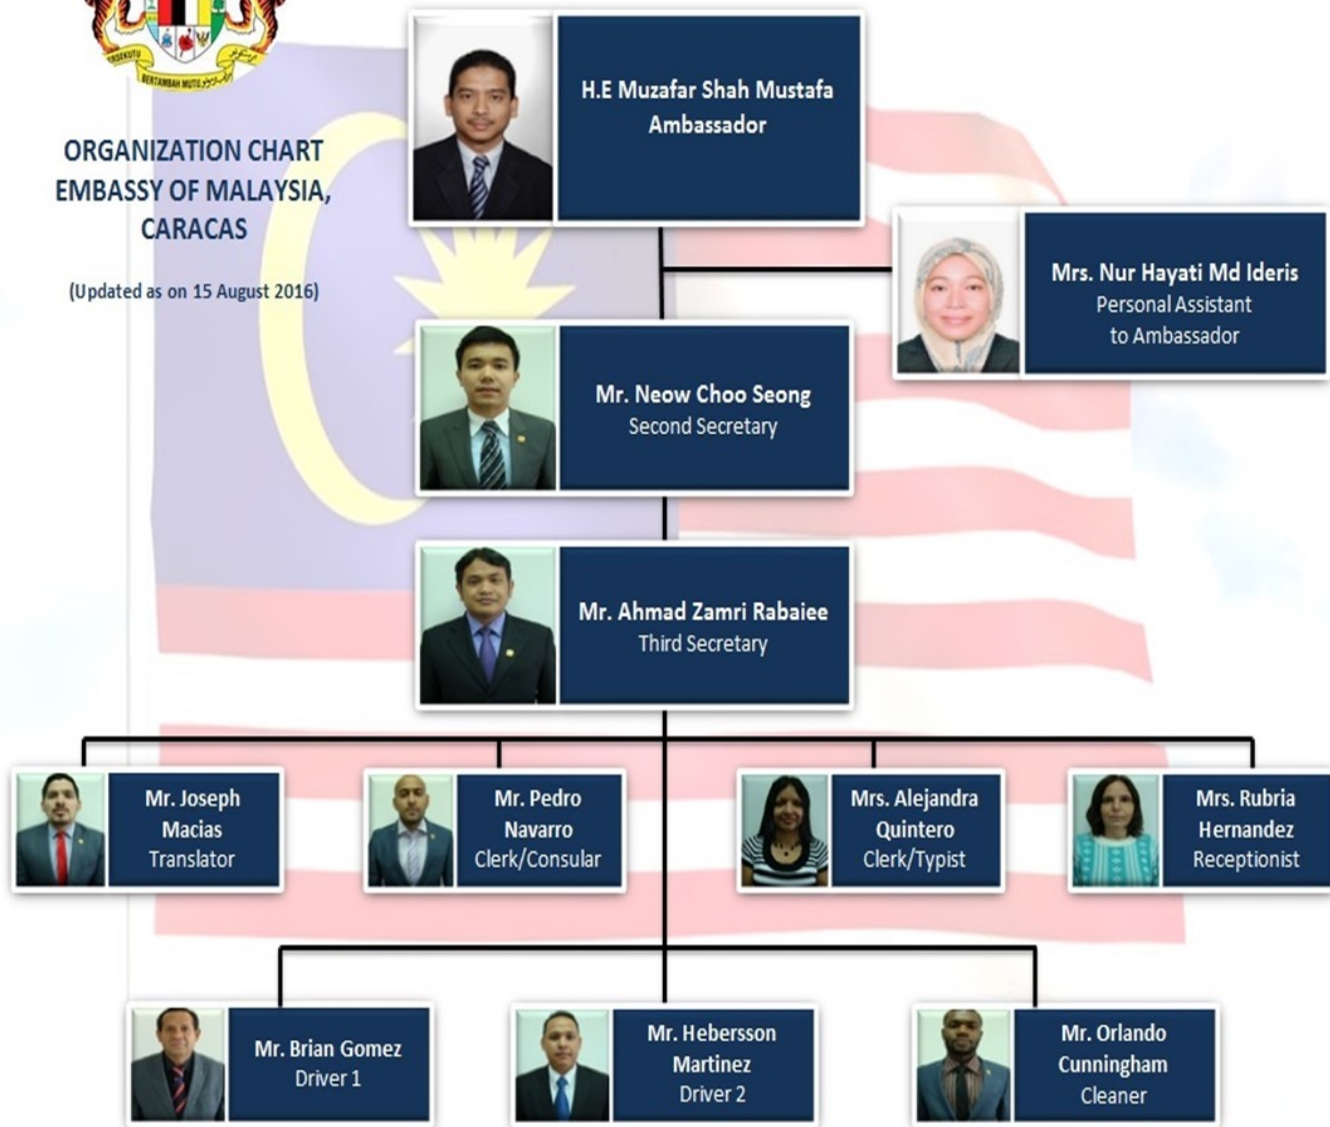 BERTAMBAH MUTU
ORGANIZATION CHART
EMBASSY OF MALAYSIA,
CARACAS
(Updated as on 15 August 2016)
H.E Muzafar Shah Mustafa
Ambassador
Mrs. Nur Hayati Md Ideris
Personal Assistant
to Ambassador
Mr. Neow Choo Seong
Second Secretary
Mr. Ahmad Zamri Rabaiee
Third Secretary
Mr. Joseph
Macias
Translator
Mr. Pedro
Navarro
Clerk/Consular
Mrs. Alejandra
Quintero
Clerk/Typist
Mrs. Rubria
Hernandez
Receptionist
Mr. Brian Gomez
Driver 1
Mr. Hebersson
Martinez
Driver 2
Mr. Orlando
Cunningham
Cleaner